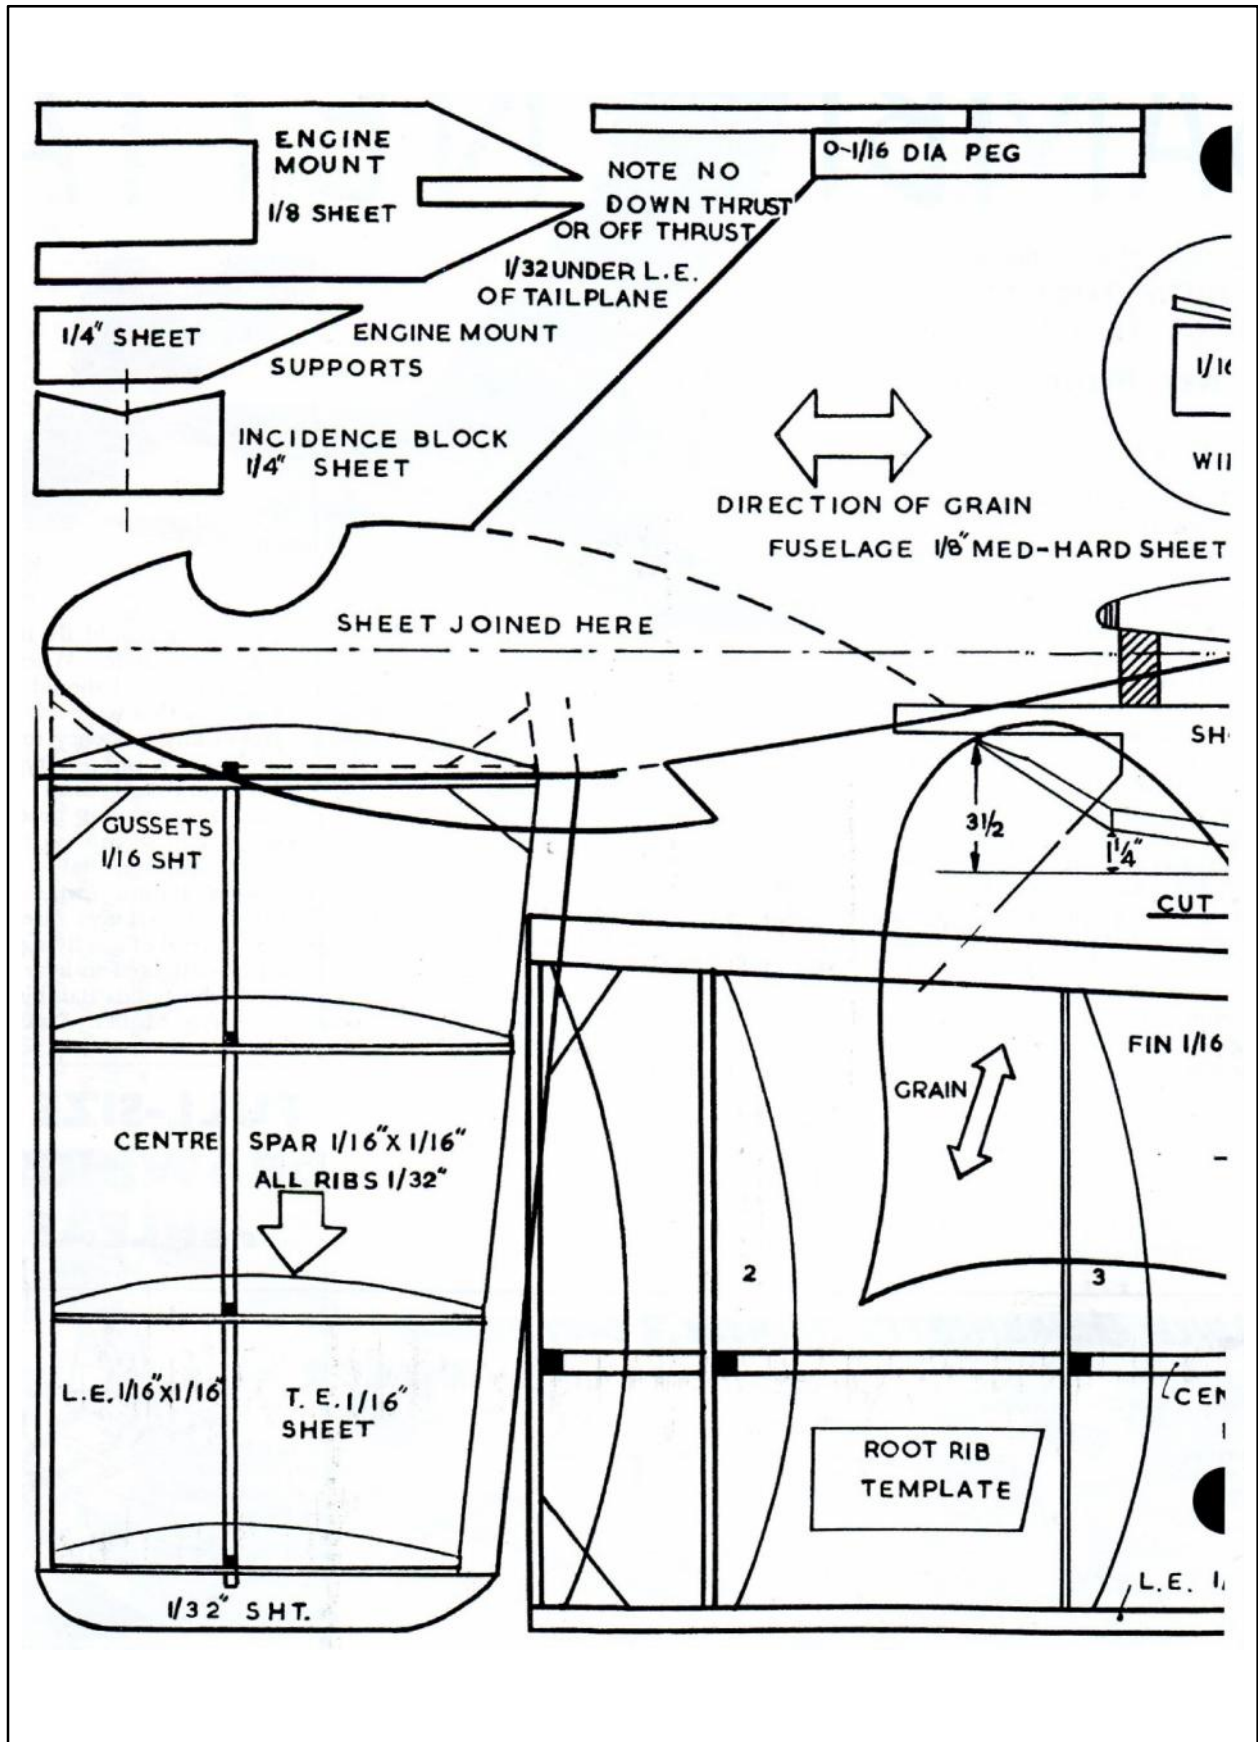 ENGINE
MOUNT
1/8 SHEET
O-1/16 DIA PEG
NOTE NO
DOWN THRUST
OR OFF THRUST
1/32 UNDER L.E.
OF TAILPLANE
1/4" SHEET
ENGINE MOUNT
SUPPORTS
INCIDENCE BLOCK
1/4" SHEET
DIRECTION OF GRAIN
FUSELAGE 1/8" MED-HARD SHEET
SHEET JOINED HERE
GUSSETS
1/16 SHT
3 1/2
1 1/4"
CUT
FIN 1/16
GRAIN
CENTRE SPAR 1/16" X 1/16"
ALL RIBS 1/32"
2
3
L.E. 1/16" X 1/16"
T. E. 1/16"
SHEET
ROOT RIB
TEMPLATE
L.E.
1/32" SHT.